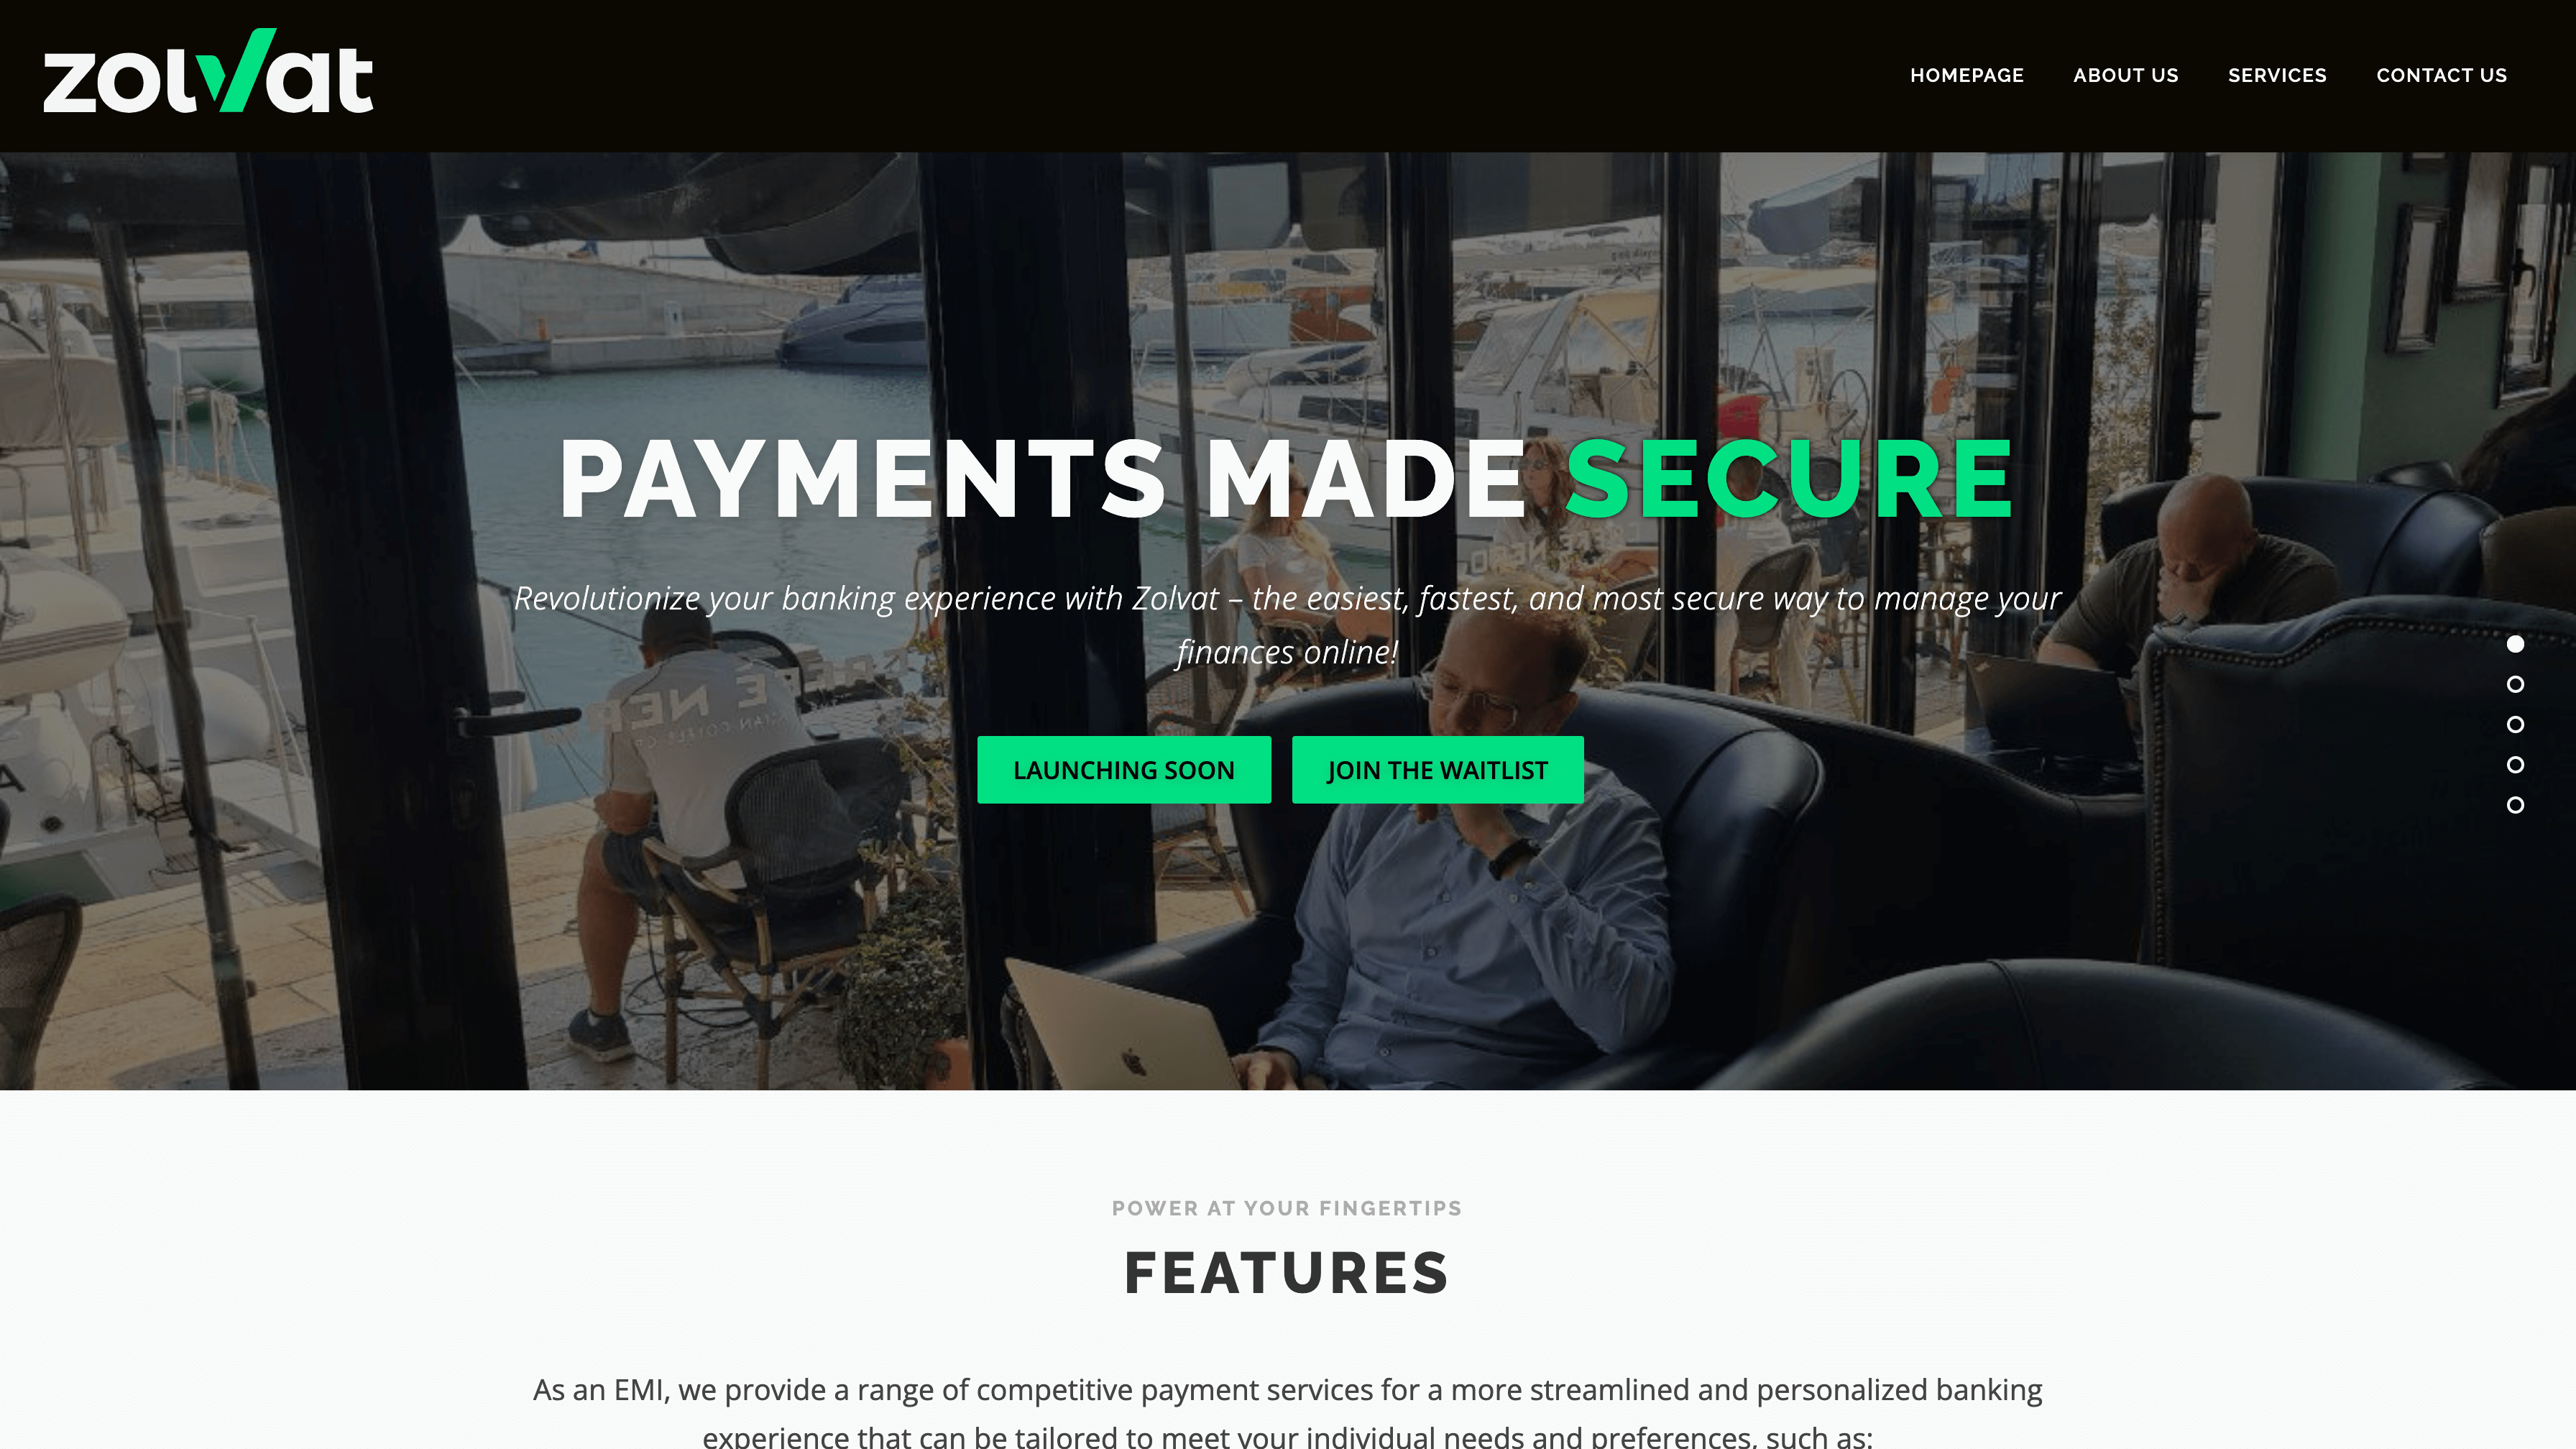 zolvat
HOMEPAGE ABOUT US SERVICES CONTACT US
PAYMENTS MADE SECURE
Revolutionize your banking experience with Zolvat – the easiest, fastest, and most secure way to manage your
finances online!
LAUNCHING SOON JOIN THE WAITLIST
POWER AT YOUR FINGERTIPS
FEATURES
As an EMI, we provide a range of competitive payment services for a more streamlined and personalized banking
experience that can be tailored to meet your individual needs and preferences, such as: